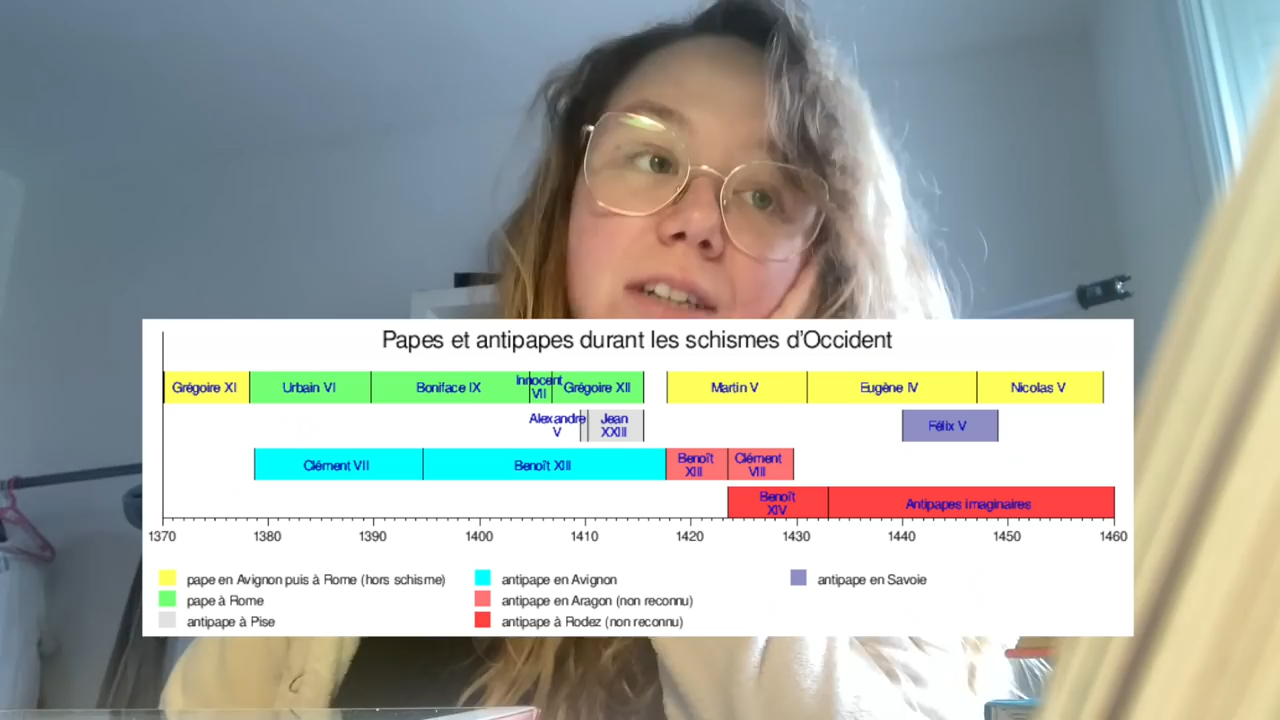 Papes et antipapes durant les schismes d'Occident
Grégoire XI
Urbain VI
Boniface IX
Innocent
VII
Grégoire XII
Martin V
Eugène IV
Nicolas V
Alexandre
V
Jean
XXIII
Félix V
Clément VII
Benoît XIII
Benoît
XIII
Clément
VIII
Benoît
XIV
Antipapes imaginaires
1370 1380 1390 1400 1410 1420 1430 1440 1450 1460
pape en Avignon puis à Rome (hors schisme)
pape à Rome
antipape à Pise
antipape en Avignon
antipape en Aragon (non reconnu)
antipape à Rodez (non reconnu)
antipape en Savoie